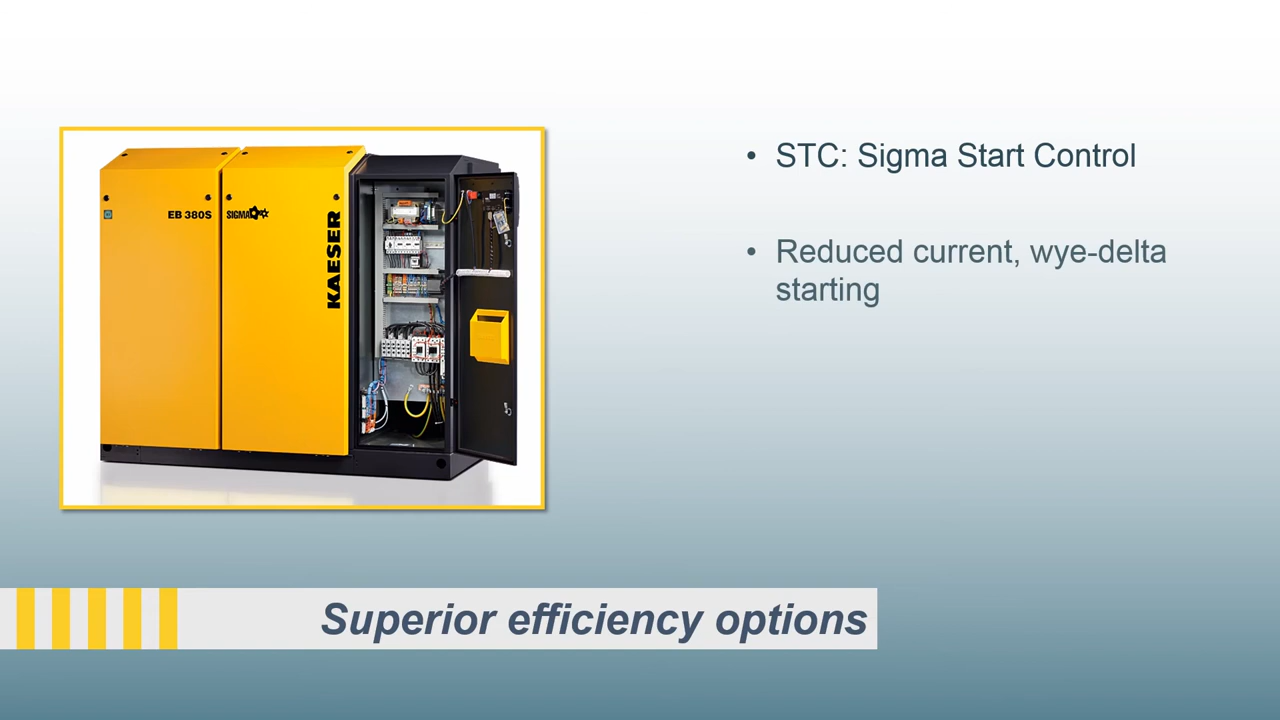 • STC: Sigma Start Control
• Reduced current, wye-delta
starting
EB 380S
SIGMA
KAESER
Superior efficiency options